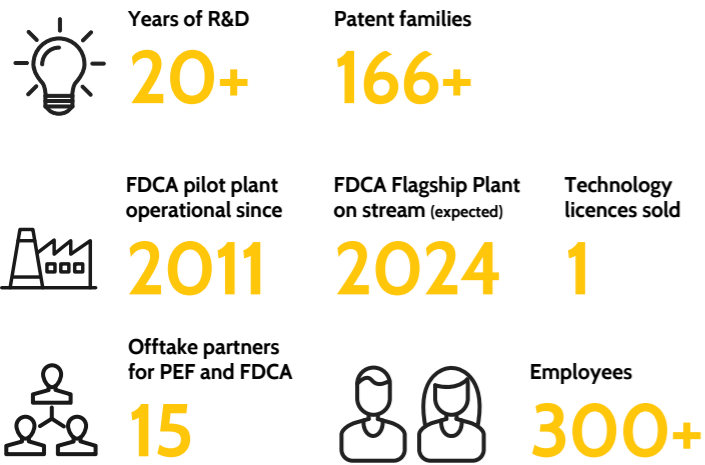 Years of R&D
20+
Patent families
166+
FDCA pilot plant
operational since
2011
FDCA Flagship Plant
on stream (expected)
2024
Technology
licences sold
1
Offtake partners
for PEF and FDCA
15
Employees
300+